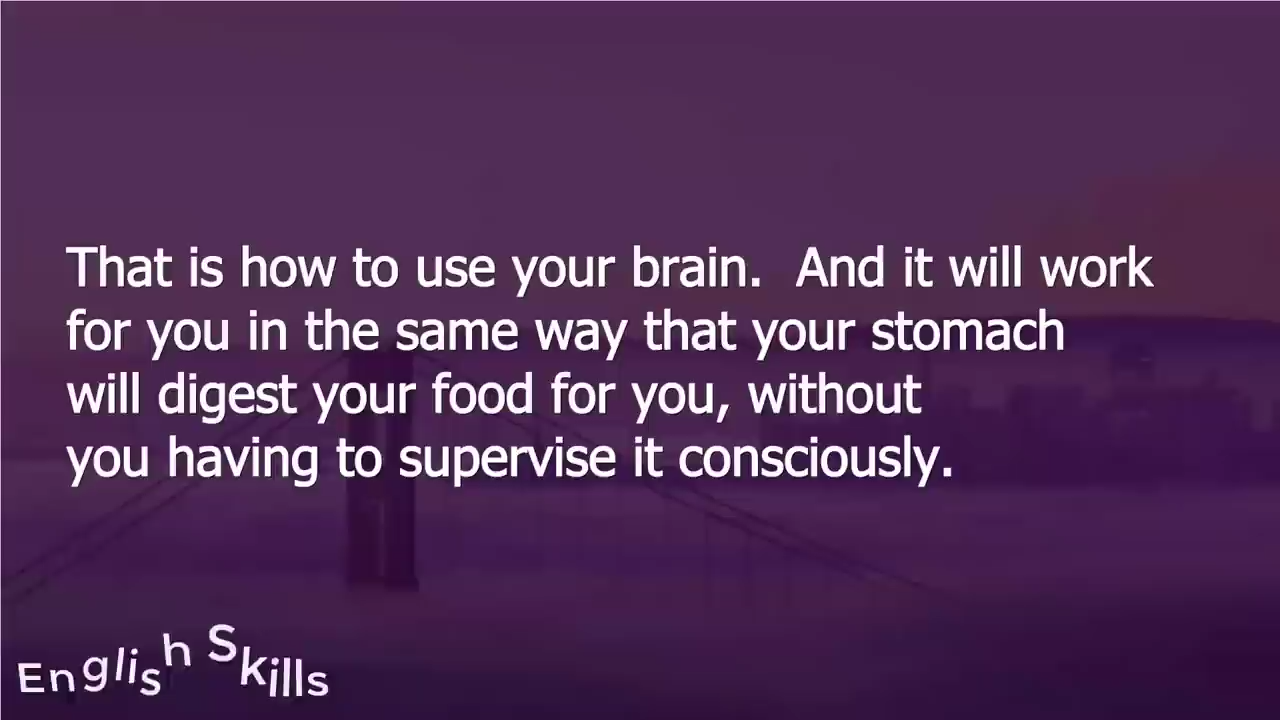 That is how to use your brain.  And it will work
for you in the same way that your stomach
will digest your food for you, without
you having to supervise it consciously.
English Skills